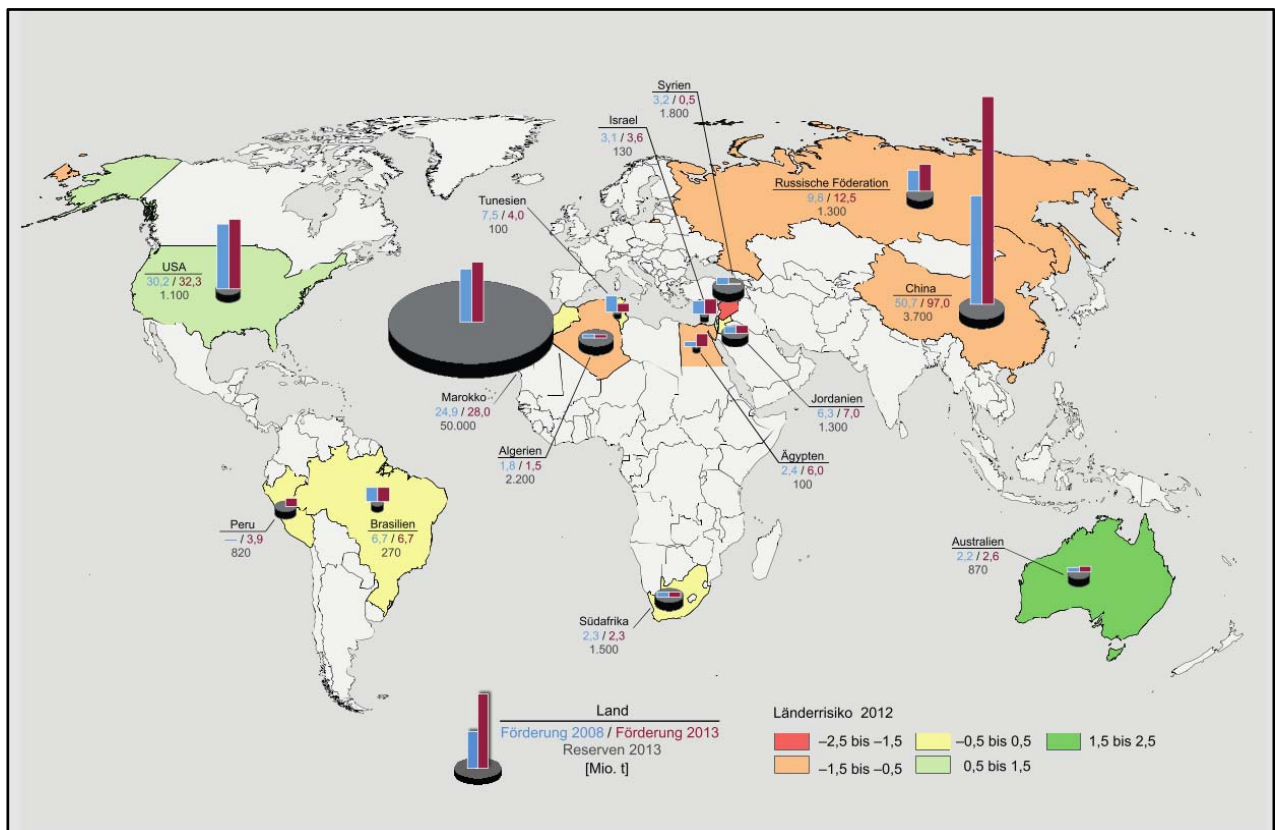 Syrien
3,2 / 0,5
1.800
Israel
3,1 / 3,6
130
Russische Föderation
9,8 / 12,5
1.300
Tunesien
7,5 / 4,0
100
USA
30,2 / 32,3
1.100
China
50,7 / 97,0
3.700
Marokko
24,9 / 28,0
50.000
Jordanien
6,3 / 7,0
1.300
Algerien
1,8 / 1,5
2.200
Ägypten
2,4 / 6,0
100
Peru
— / 3,9
820
Brasilien
6,7 / 6,7
270
Australien
2,2 / 2,6
870
Südafrika
2,3 / 2,3
1.500
Land
Förderung 2008 / Förderung 2013
Reserven 2013
[Mio. t]
Länderrisiko 2012
–2,5 bis –1,5
–0,5 bis 0,5
1,5 bis 2,5
–1,5 bis –0,5
0,5 bis 1,5